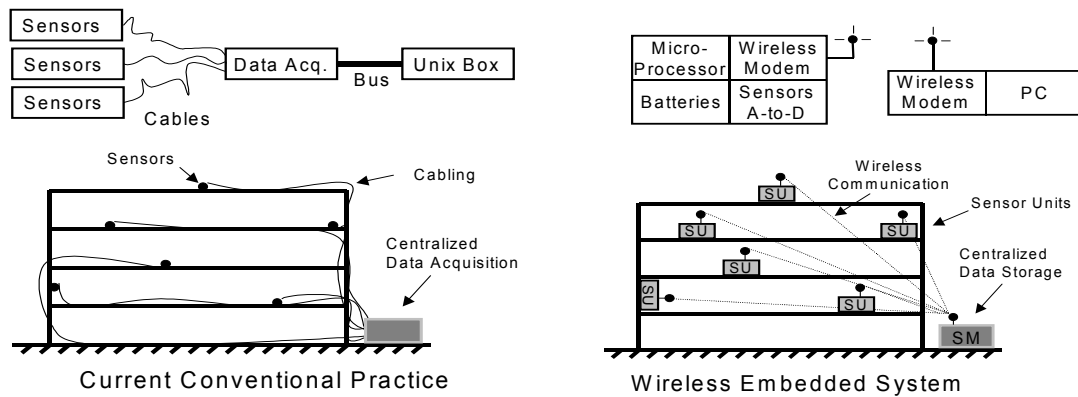 Sensors
Sensors
Sensors
Cables
Data Acq.
Bus
Unix Box
Sensors
Cabling
Centralized
Data Acquisition
Current Conventional Practice
Micro-
Processor
Wireless
Modem
Batteries
Sensors
A-to-D
Wireless
Modem
PC
Wireless
Communication
SU
SU
SU
SU
SU
SU
Sensor Units
Centralized
Data Storage
SM
Wireless Embedded System